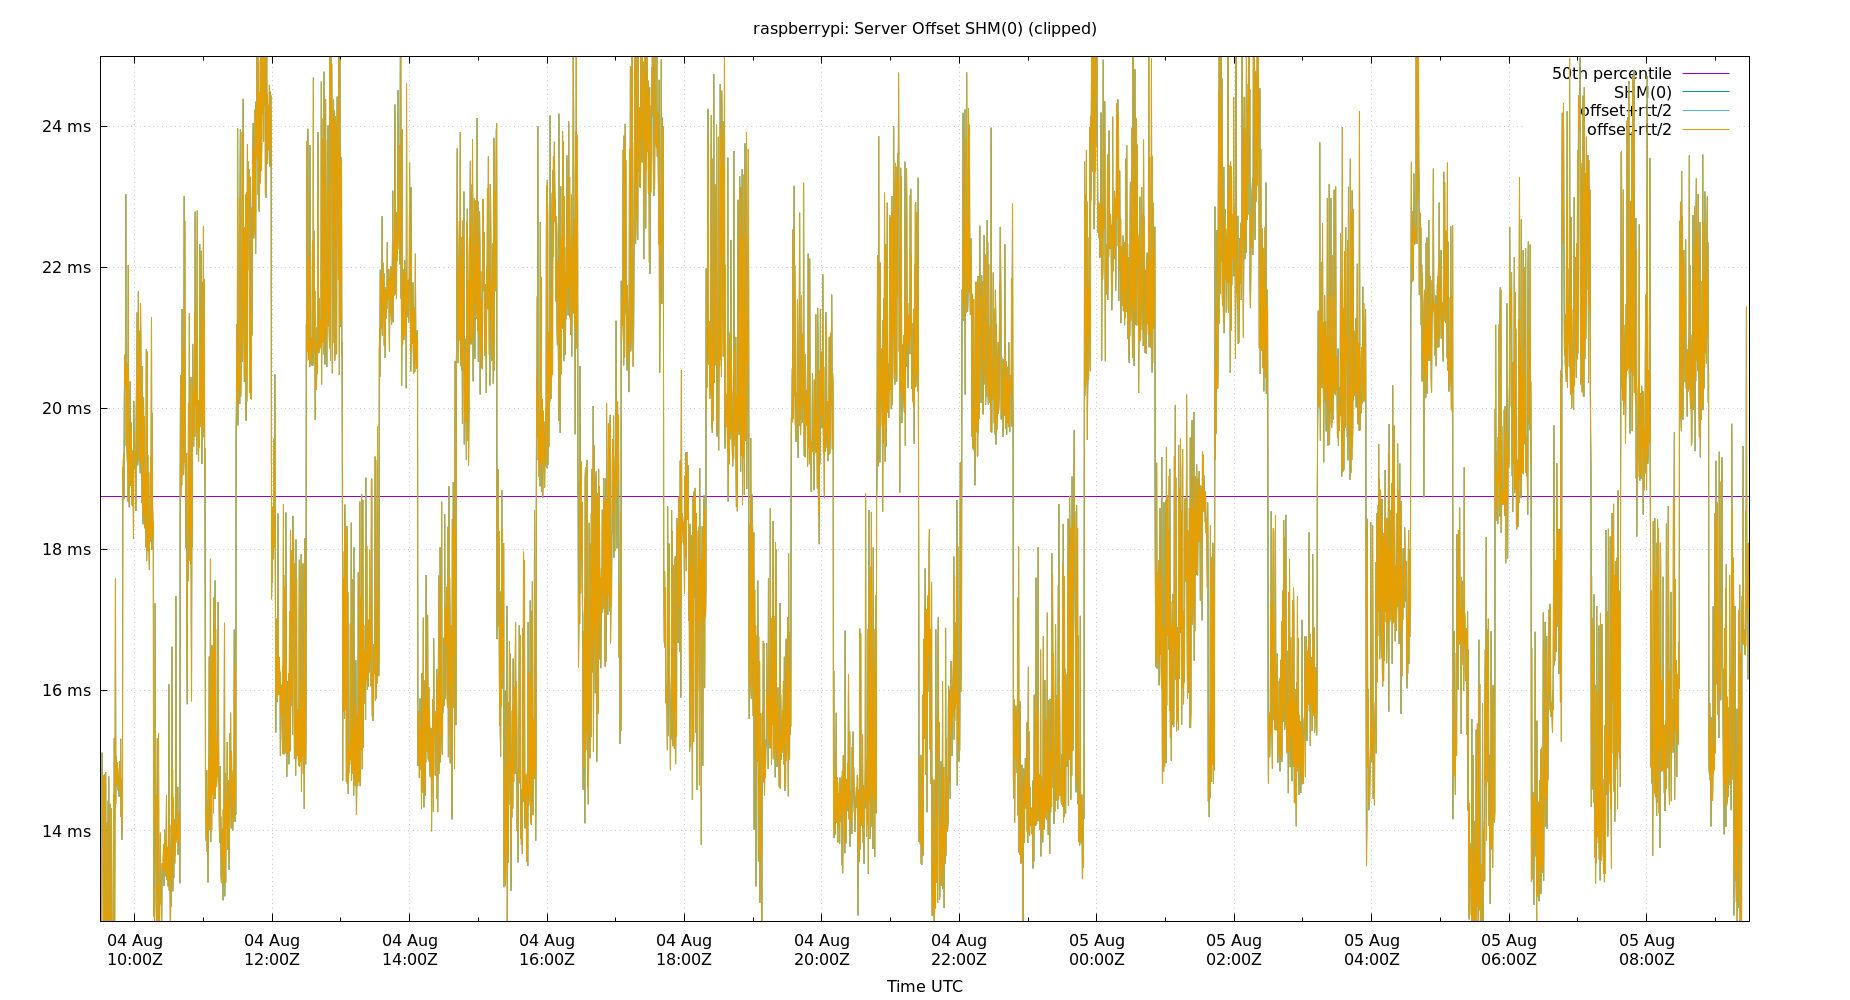 raspberrypi: Server Offset SHM(0) (clipped)
50th percentile
SHM(0)
offset+rtt/2
offset-rtt/2
24 ms
22 ms
20 ms
18 ms
16 ms
14 ms
04 Aug 04 Aug 04 Aug 04 Aug 04 Aug 04 Aug 04 Aug 05 Aug 05 Aug 05 Aug 05 Aug 05 Aug
10:00Z 12:00Z 14:00Z 16:00Z 18:00Z 20:00Z 22:00Z 00:00Z 02:00Z 04:00Z 06:00Z 08:00Z
Time UTC